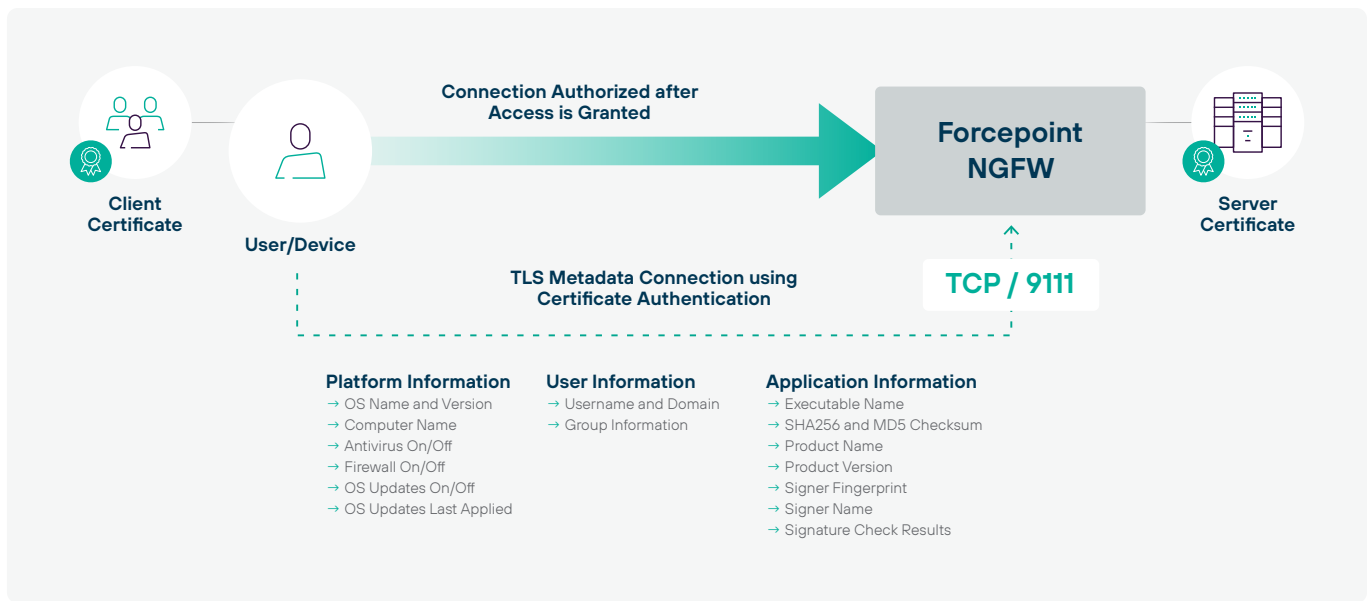 Connection Authorized after
Access is Granted
Forcepoint
NGFW
Client
Certificate
Server
Certificate
User/Device
TLS Metadata Connection using
Certificate Authentication
TCP / 9111
Platform Information
→ OS Name and Version
→ Computer Name
→ Antivirus On/Off
→ Firewall On/Off
→ OS Updates On/Off
→ OS Updates Last Applied
User Information
→ Username and Domain
→ Group Information
Application Information
→ Executable Name
→ SHA256 and MD5 Checksum
→ Product Name
→ Product Version
→ Signer Fingerprint
→ Signer Name
→ Signature Check Results